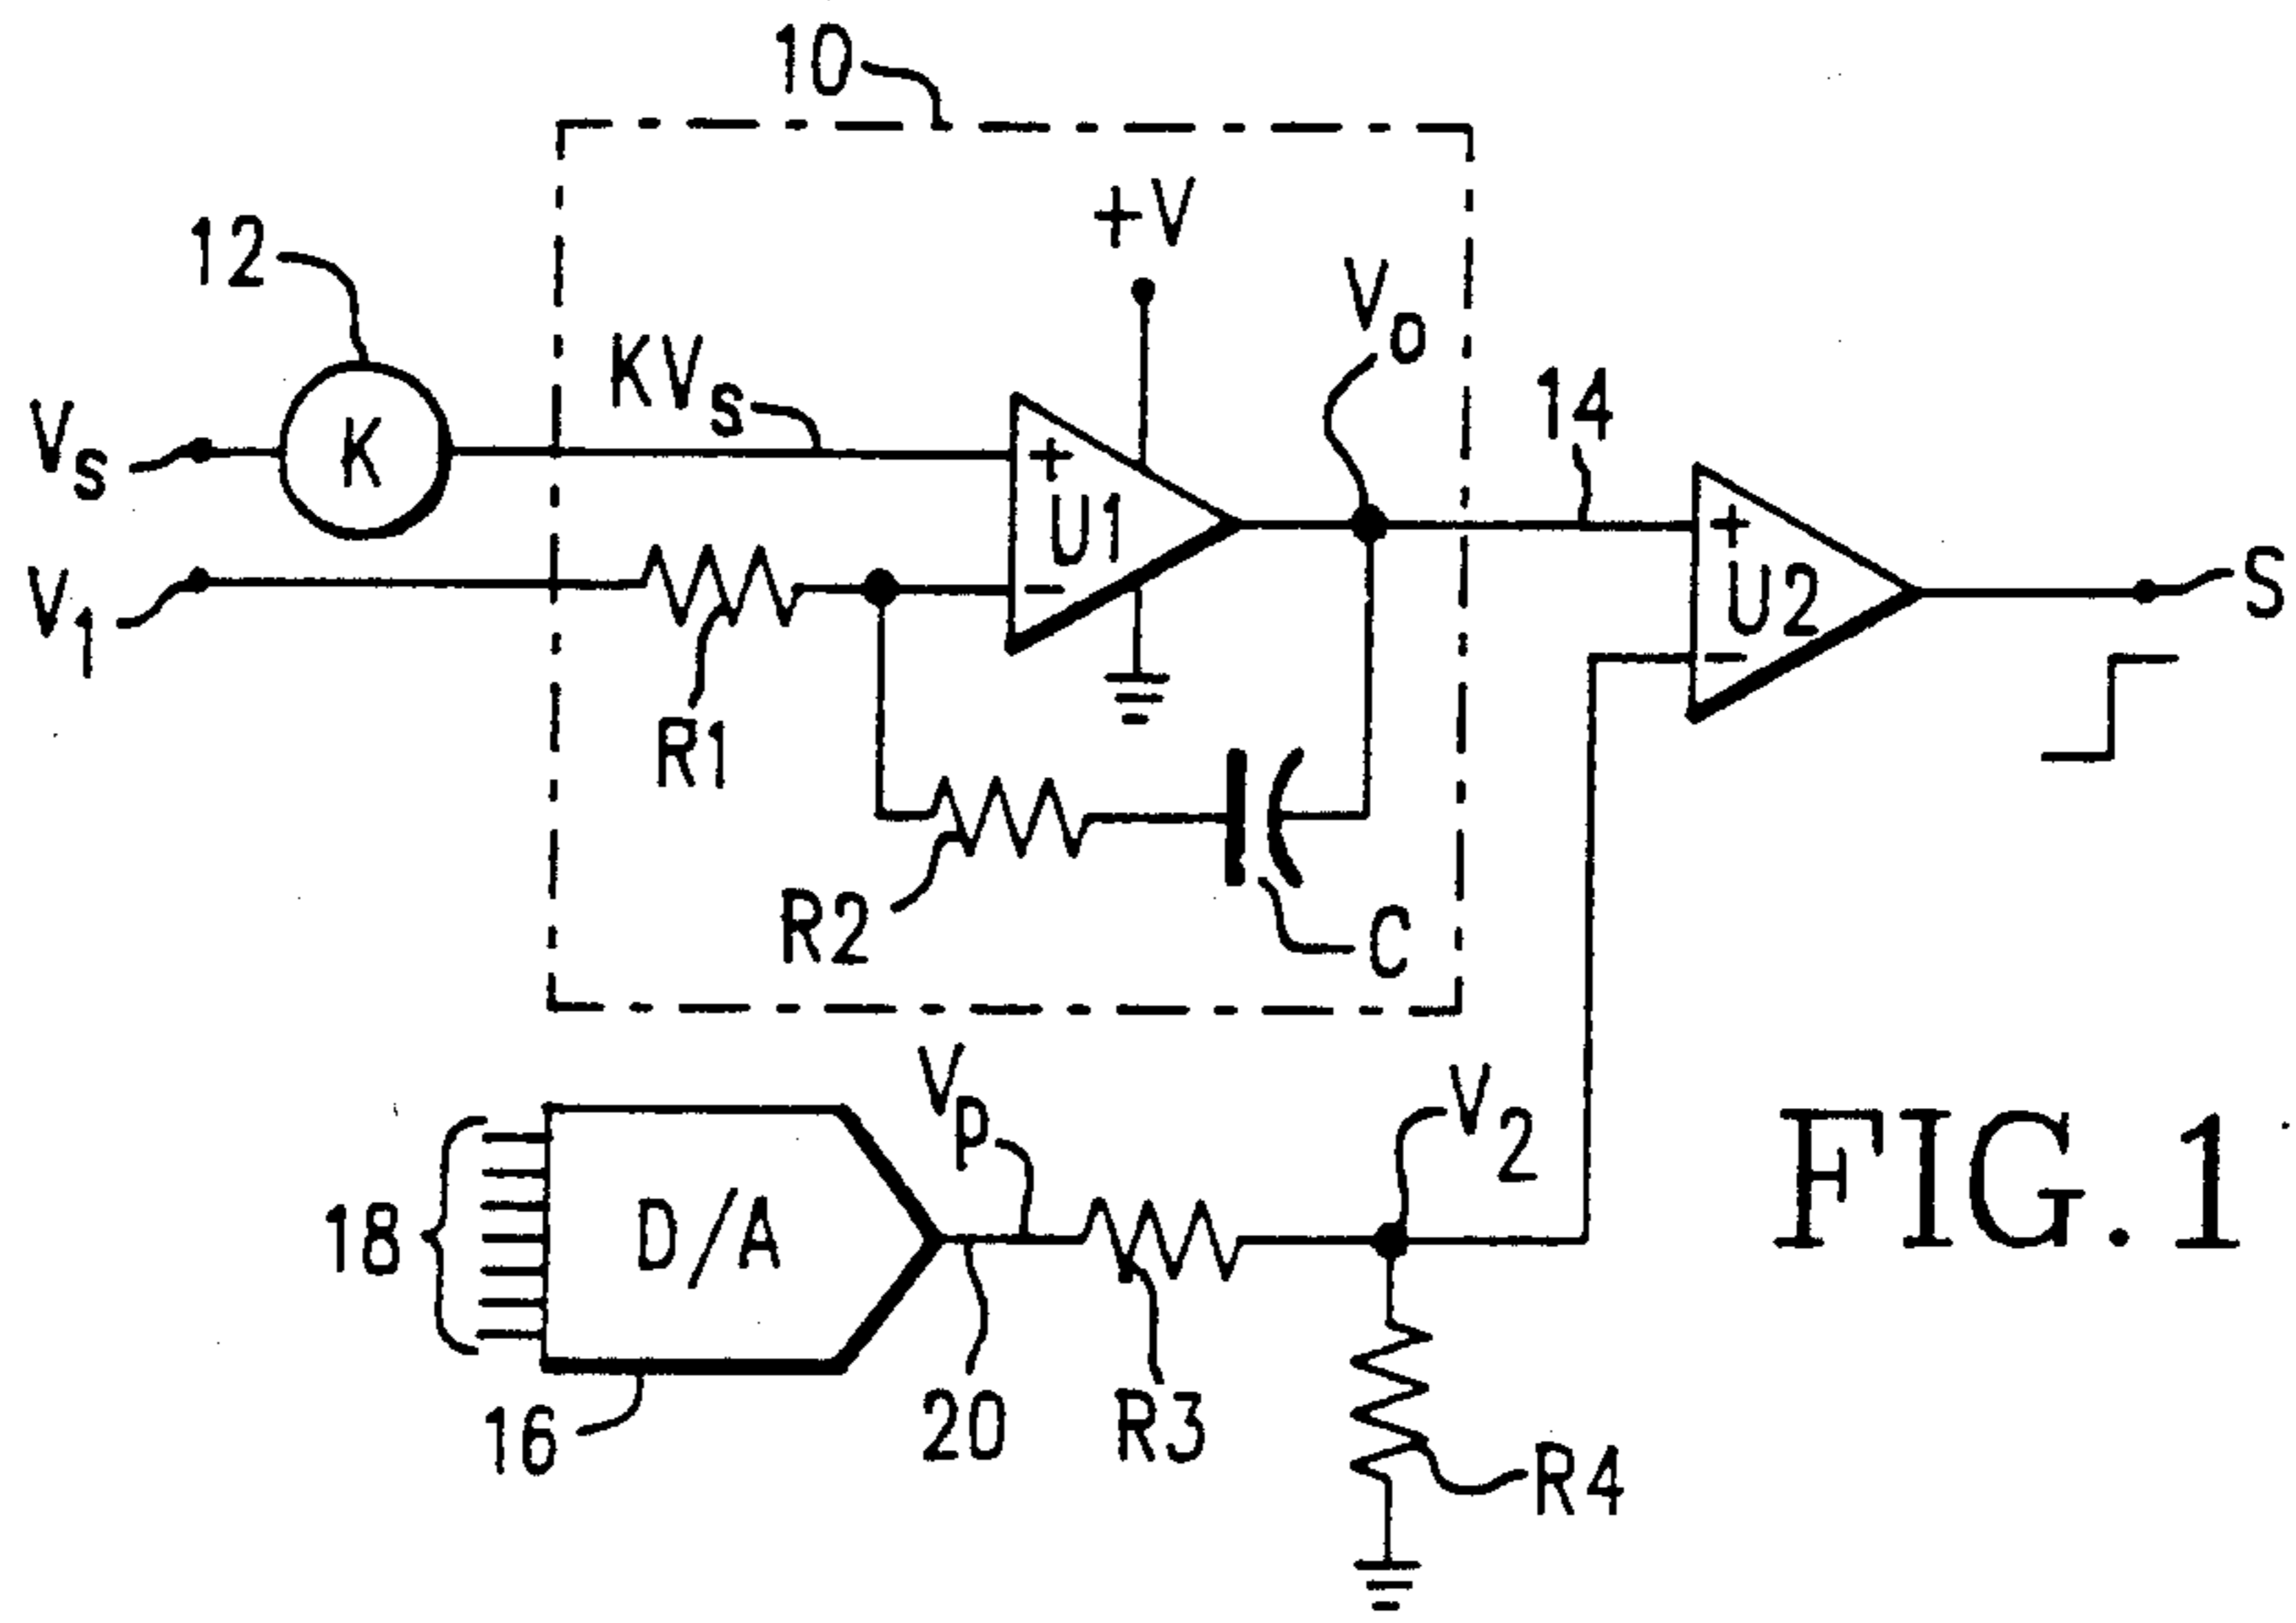 10
+V
12
Vo
KVs
14
Vs
K
+
U1
+
V1
−
U2
S
−
R1
R2
C
Vp
V2
18
D/A
FIG.1
16
20
R3
R4